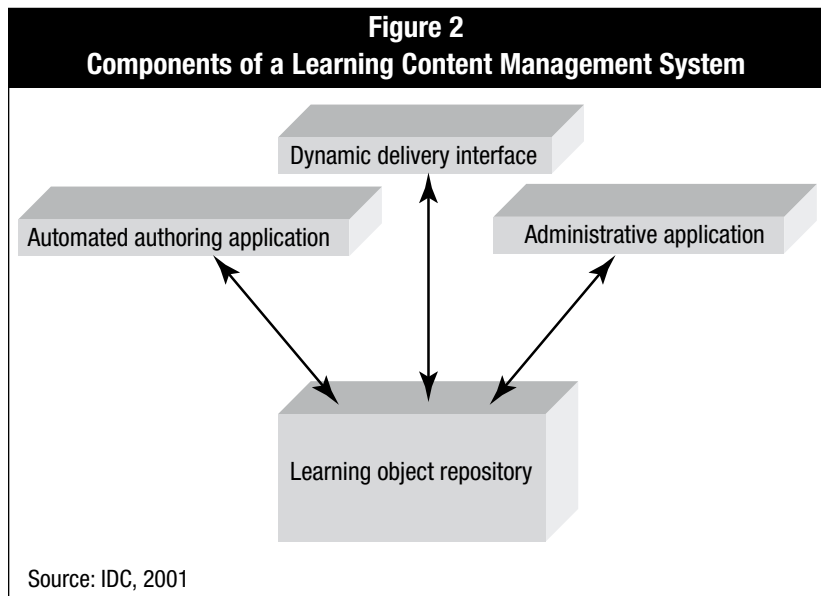 Figure 2
Components of a Learning Content Management System
Dynamic delivery interface
Automated authoring application
Administrative application
Learning object repository
Source: IDC, 2001